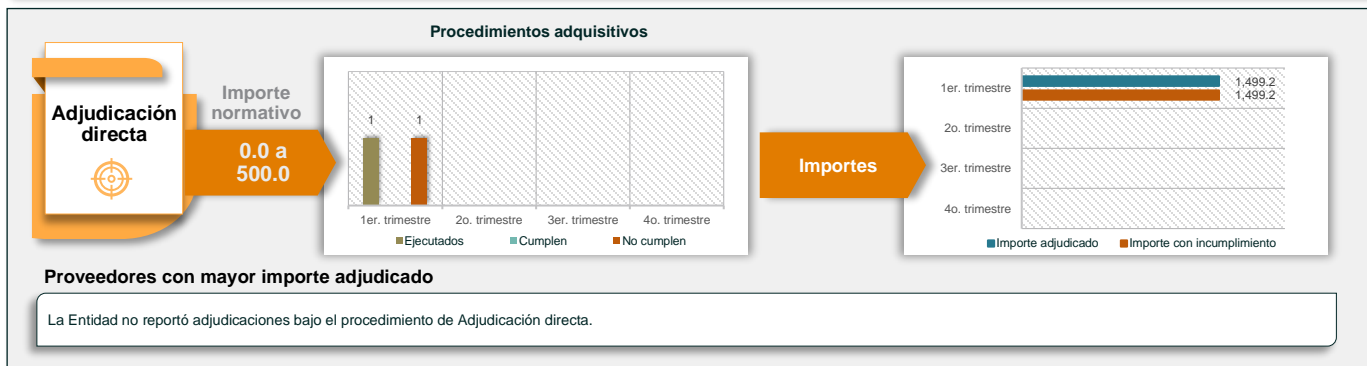 Procedimientos adquisitivos
Adjudicación
directa
Importe
normativo
0.0 a
500.0
1 1
1er. trimestre 2o. trimestre 3er. trimestre 4o. trimestre
Ejecutados Cumplen No cumplen
Importes
1er. trimestre
1,499.2
1,499.2
2o. trimestre
3er. trimestre
4o. trimestre
Importe adjudicado Importe con incumplimiento
Proveedores con mayor importe adjudicado
La Entidad no reportó adjudicaciones bajo el procedimiento de Adjudicación directa.